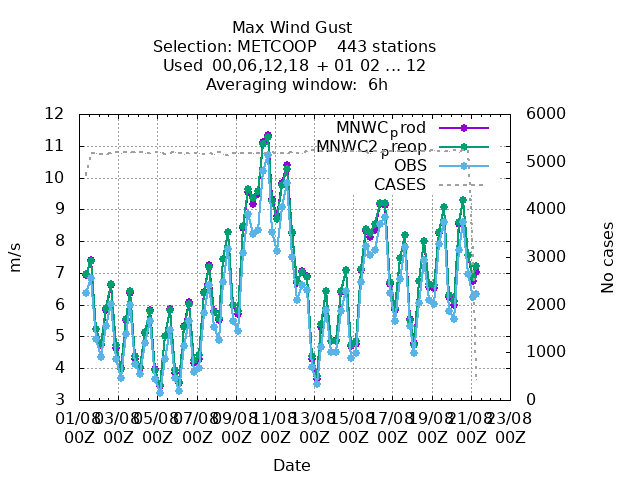 Max Wind Gust
Selection: METCOOP    443 stations
Used  00,06,12,18 + 01 02 ... 12
Averaging window:  6h
12
11
10
9
8
7
6
5
4
3
m/s
6000
5000
4000
3000
2000
1000
0
No cases
MNWC_prod
MNWC2_preop
OBS
CASES
01/08 03/08 05/08 07/08 09/08 11/08 13/08 15/08 17/08 19/08 21/08 23/08
00Z 00Z 00Z 00Z 00Z 00Z 00Z 00Z 00Z 00Z 00Z 00Z
Date